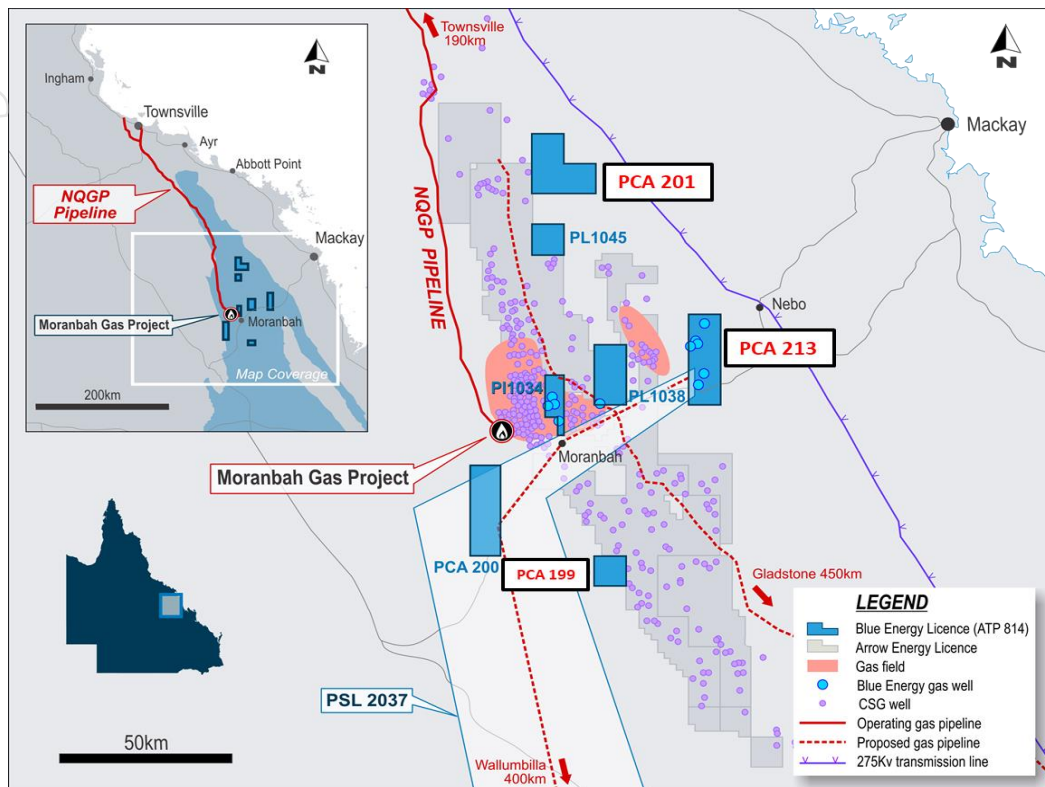 Ingham
Townsville
Ayr
Abbott Point
NQGP
Pipeline
Mackay
Moranbah Gas Project
Moranbah
Map Coverage
200km
N
Townsville
190km
N
Mackay
PCA 201
NQGP PIPELINE
PL1045
Nebo
PCA 213
Pl1034
PL1038
Moranbah Gas Project
Moranbah
PCA 200
PCA 199
Gladstone 450km
PSL 2037
50km
Wallumbilla
400km
LEGEND
Blue Energy Licence (ATP 814)
Arrow Energy Licence
Gas field
Blue Energy gas well
CSG well
Operating gas pipeline
Proposed gas pipeline
275Kv transmission line